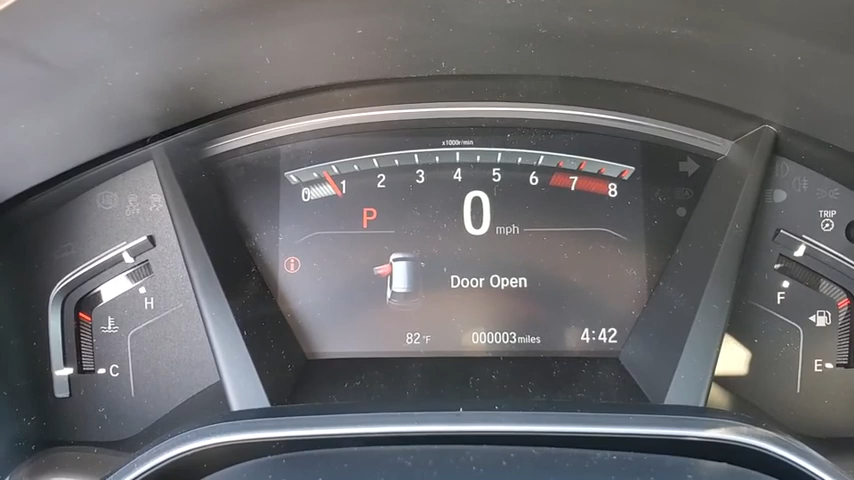 x1000r/min
0 1 2 3 4 5 6 7 8
P 0 mph
Door Open
82°F 000003miles 4:42
H
C
TRIP
F
E